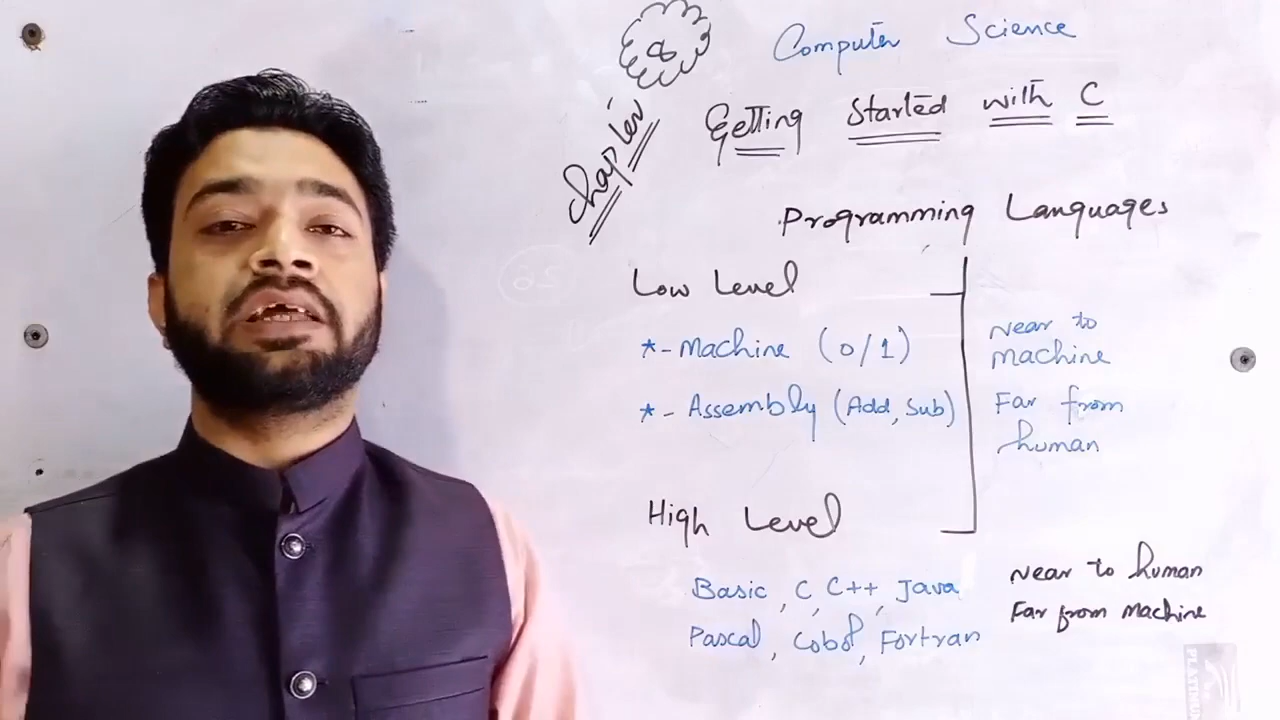 8
Computer Science
Chapter
Getting Started with C
Programming Languages
Low Level
*- Machine (0/1)
*- Assembly (Add, Sub)
Near to
machine
Far from
human
High Level
Basic, C, C++, Java
Pascal, Cobol, Fortran
Near to human
Far from Machine